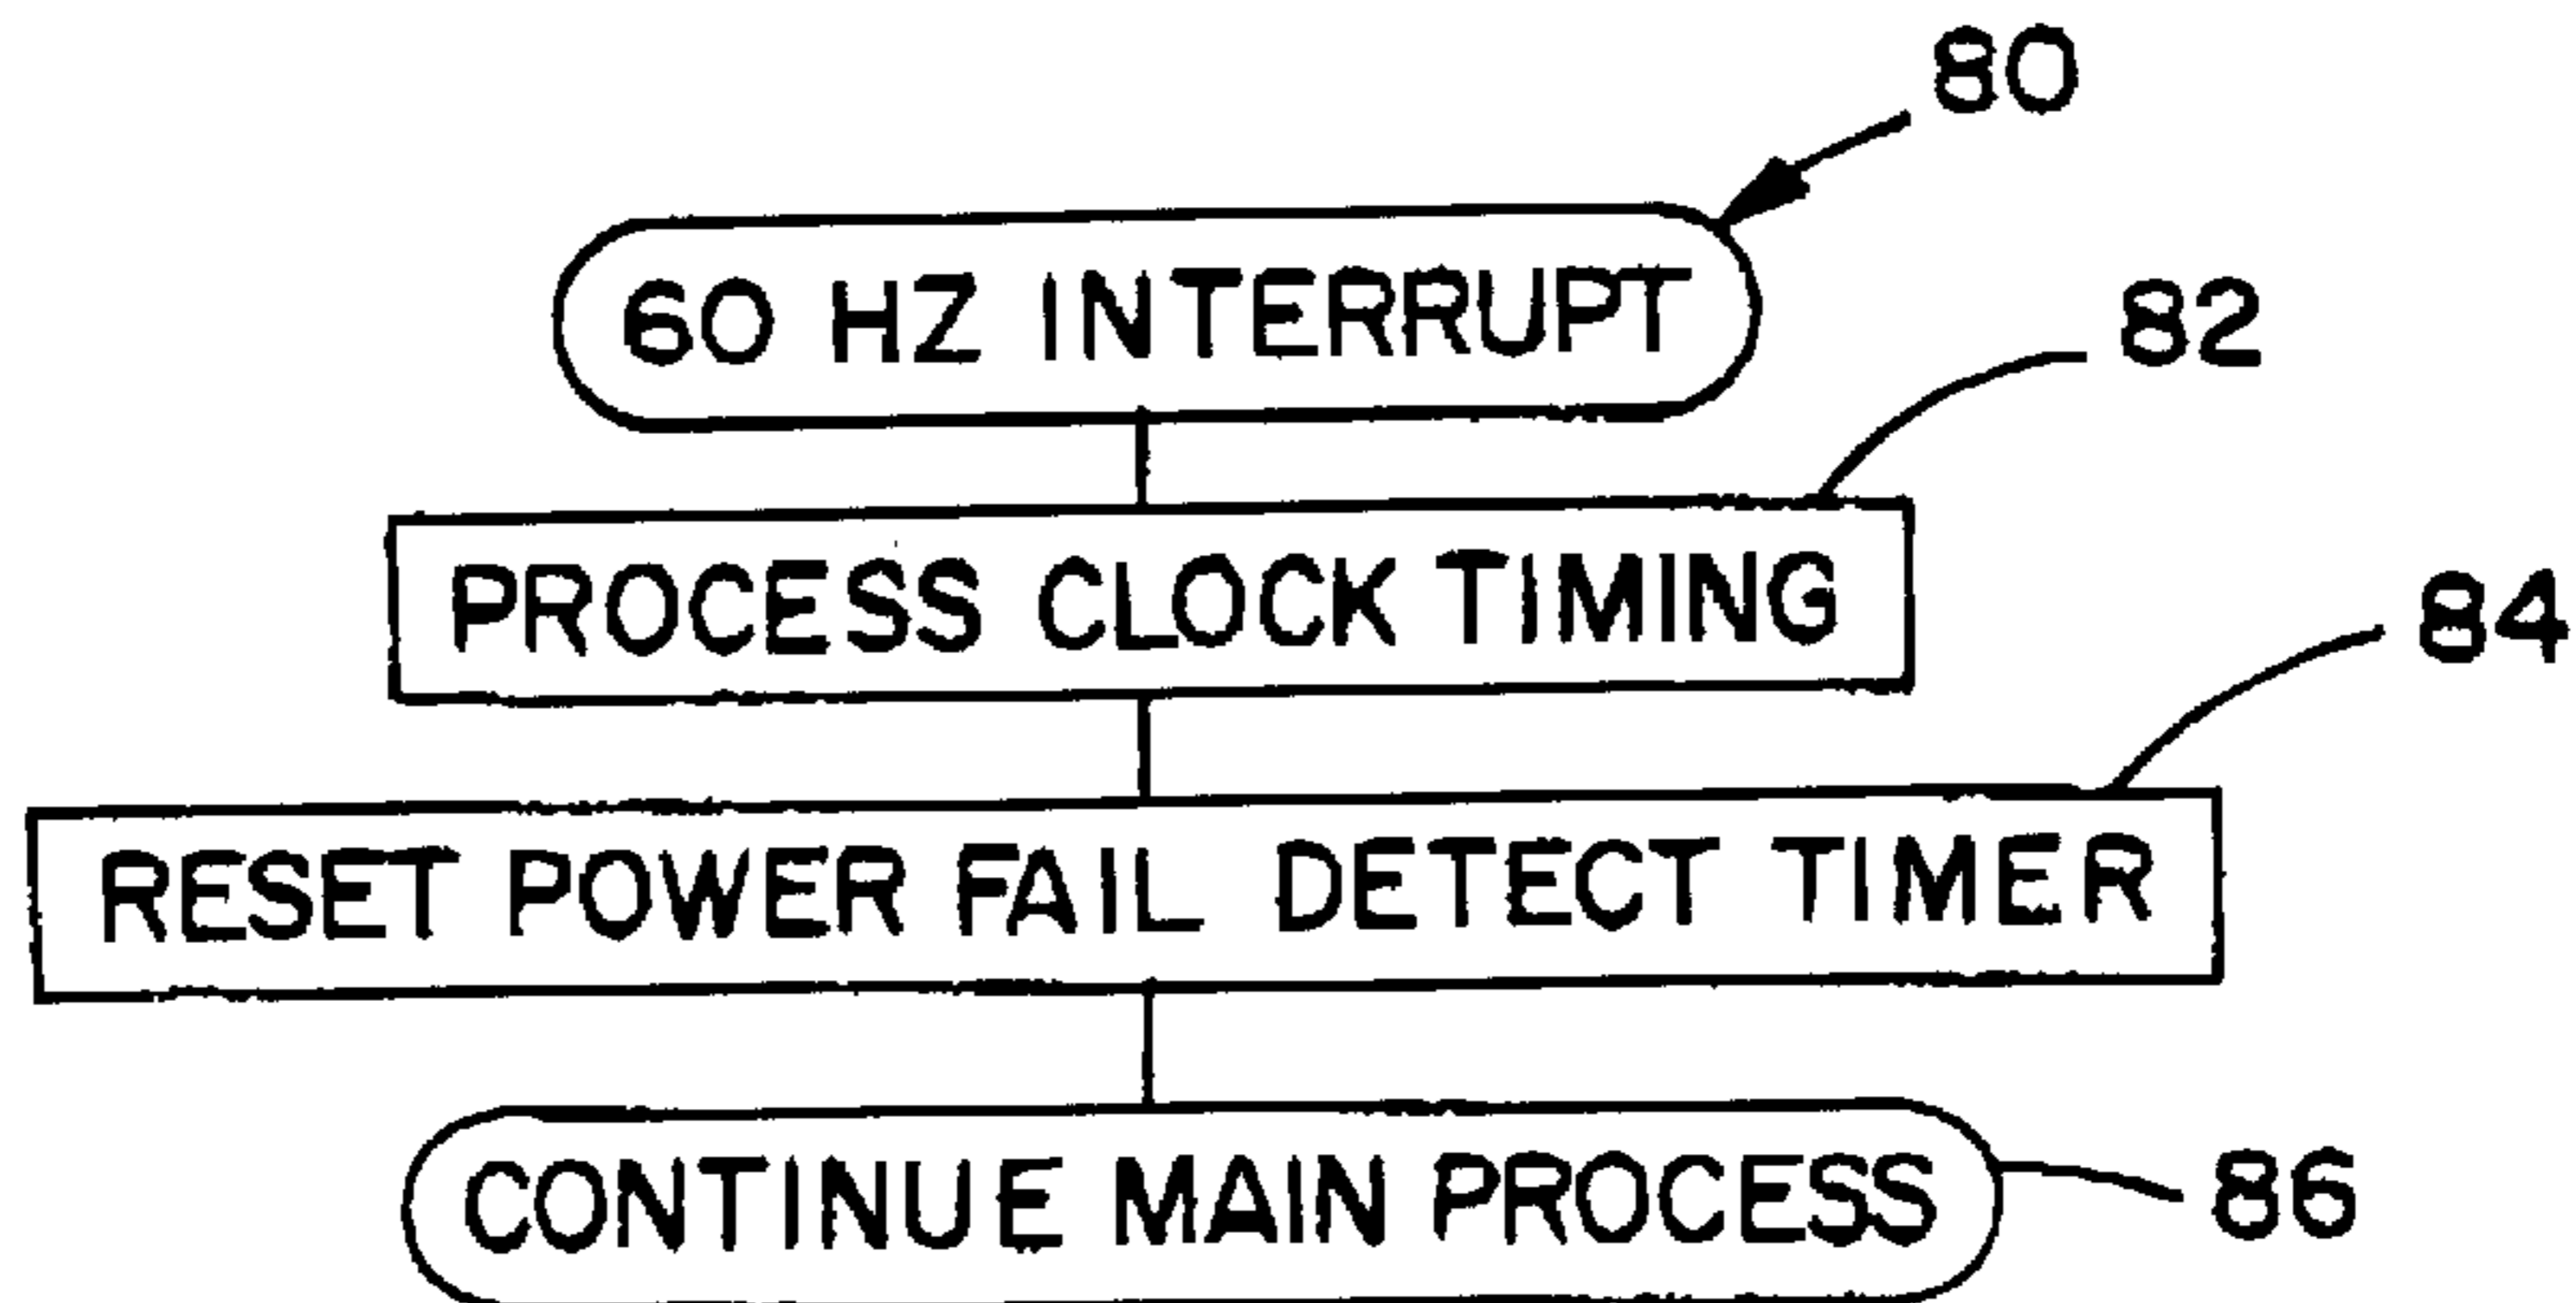 80
60 HZ INTERRUPT
82
PROCESS CLOCK TIMING
84
RESET POWER FAIL DETECT TIMER
CONTINUE MAIN PROCESS
86